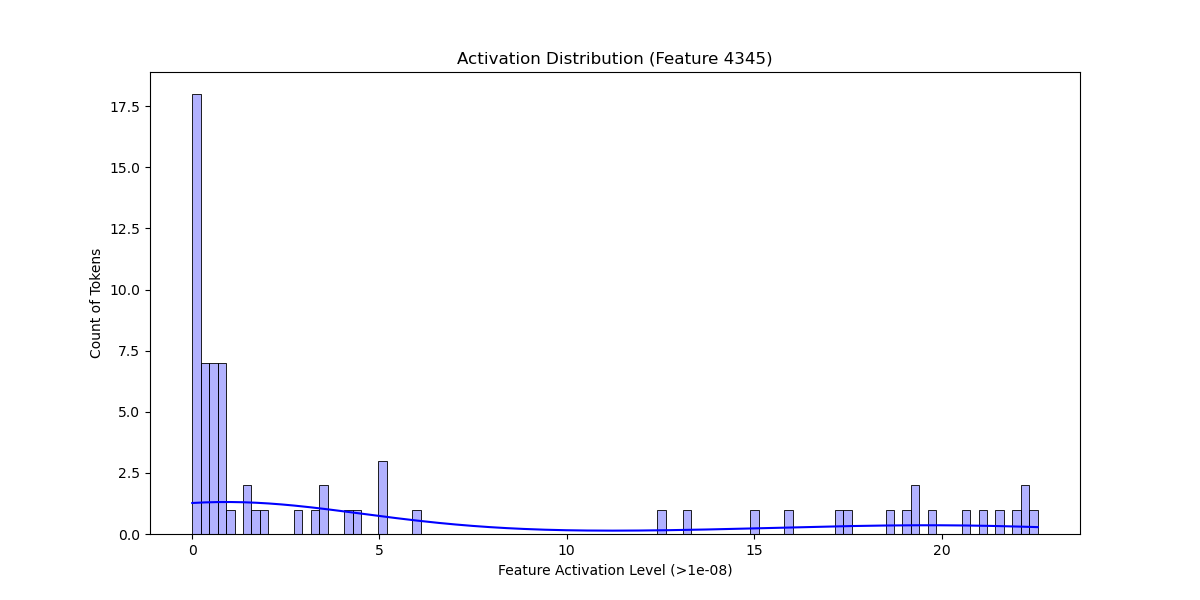 Activation Distribution (Feature 4345)
17.5
15.0
12.5
10.0
7.5
5.0
2.5
0.0
Count of Tokens
0 5 10 15 20
Feature Activation Level (>1e-08)